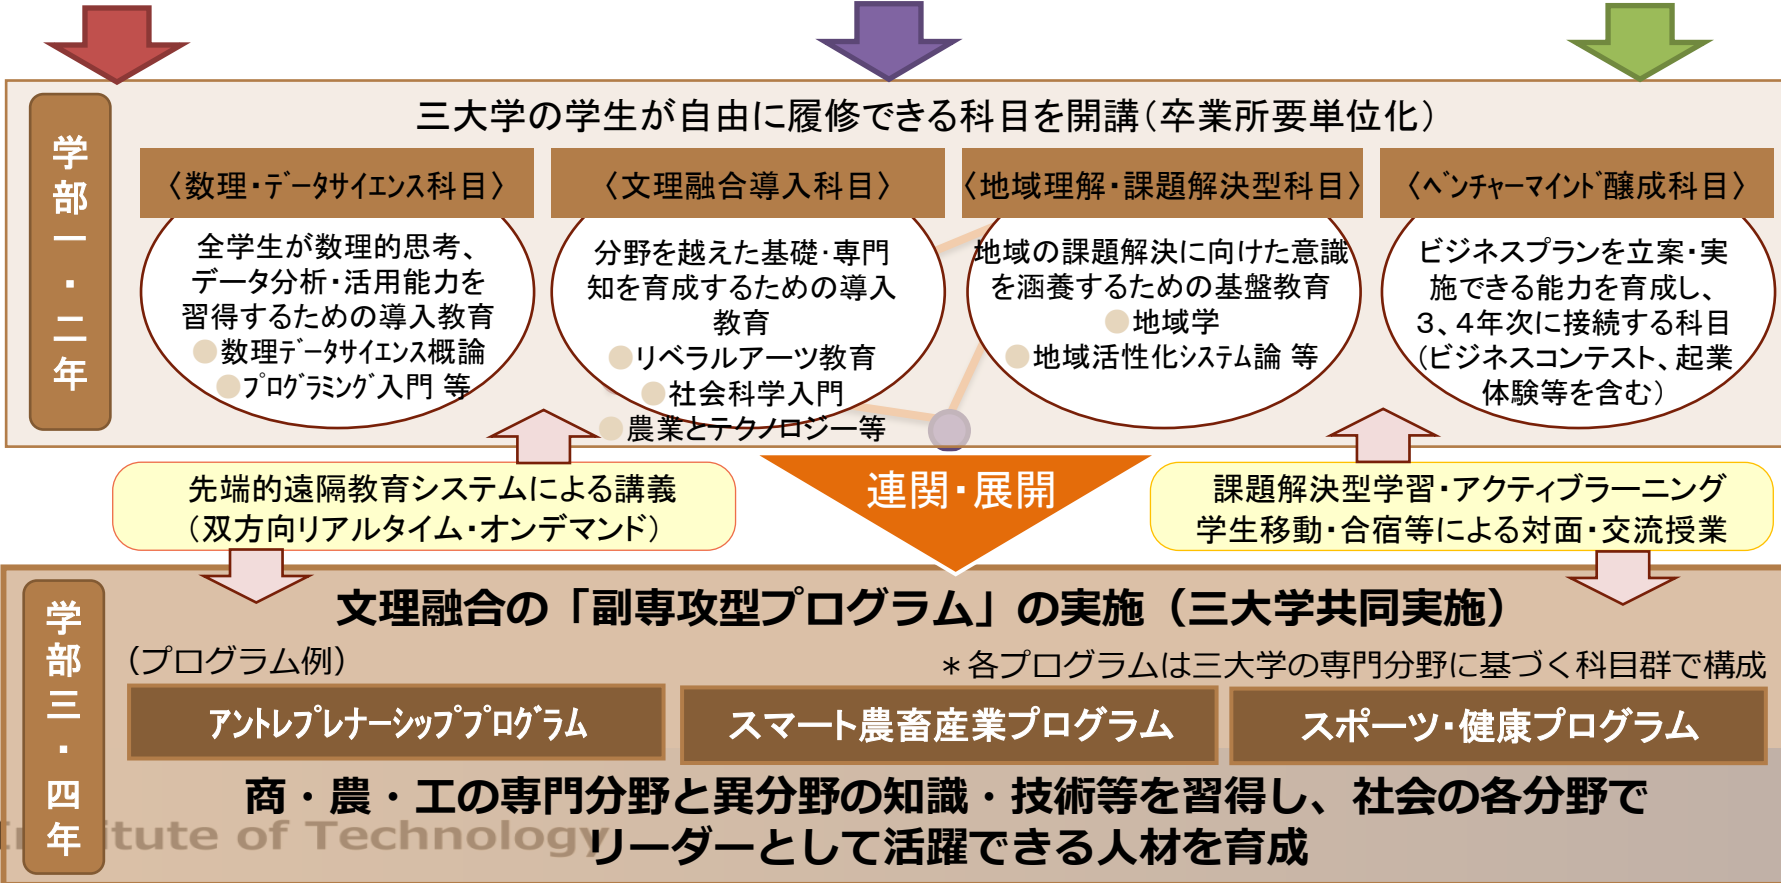 学部一・二年
三大学の学生が自由に履修できる科目を開講（卒業所要単位化）
〈数理・ﾃﾞｰﾀｻｲｴﾝｽ科目〉
全学生が数理的思考、
データ分析・活用能力を
習得するための導入教育
●数理ﾃﾞｰﾀｻｲｴﾝｽ概論
●ﾌﾟﾛｸﾞﾗﾐﾝｸﾞ入門 等
〈文理融合導入科目〉
分野を越えた基礎・専門
知を育成するための導入
教育
●リベラルアーツ教育
●社会科学入門
●農業とテクノロジー等
〈地域理解・課題解決型科目〉
地域の課題解決に向けた意識
を涵養するための基盤教育
●地域学
●地域活性化ｼｽﾃﾑ論 等
〈ﾍﾞﾝﾁｬｰﾏｲﾝﾄﾞ醸成科目〉
ビジネスプランを立案・実
施できる能力を育成し、
３、４年次に接続する科目
（ビジネスコンテスト、起業
体験等を含む）
先端的遠隔教育システムによる講義
（双方向リアルタイム・オンデマンド）
連関・展開
課題解決型学習・アクティブラーニング
学生移動・合宿等による対面・交流授業
学部三・四年
文理融合の「副専攻型プログラム」の実施（三大学共同実施）
（プログラム例）
＊各プログラムは三大学の専門分野に基づく科目群で構成
ｱﾝﾄﾚﾌﾟﾚﾅｰｼｯﾌﾟﾌﾟﾛｸﾞﾗﾑ
スマート農畜産業プログラム
スポーツ・健康プログラム
商・農・工の専門分野と異分野の知識・技術等を習得し、社会の各分野で
リーダーとして活躍できる人材を育成
itute of Technology